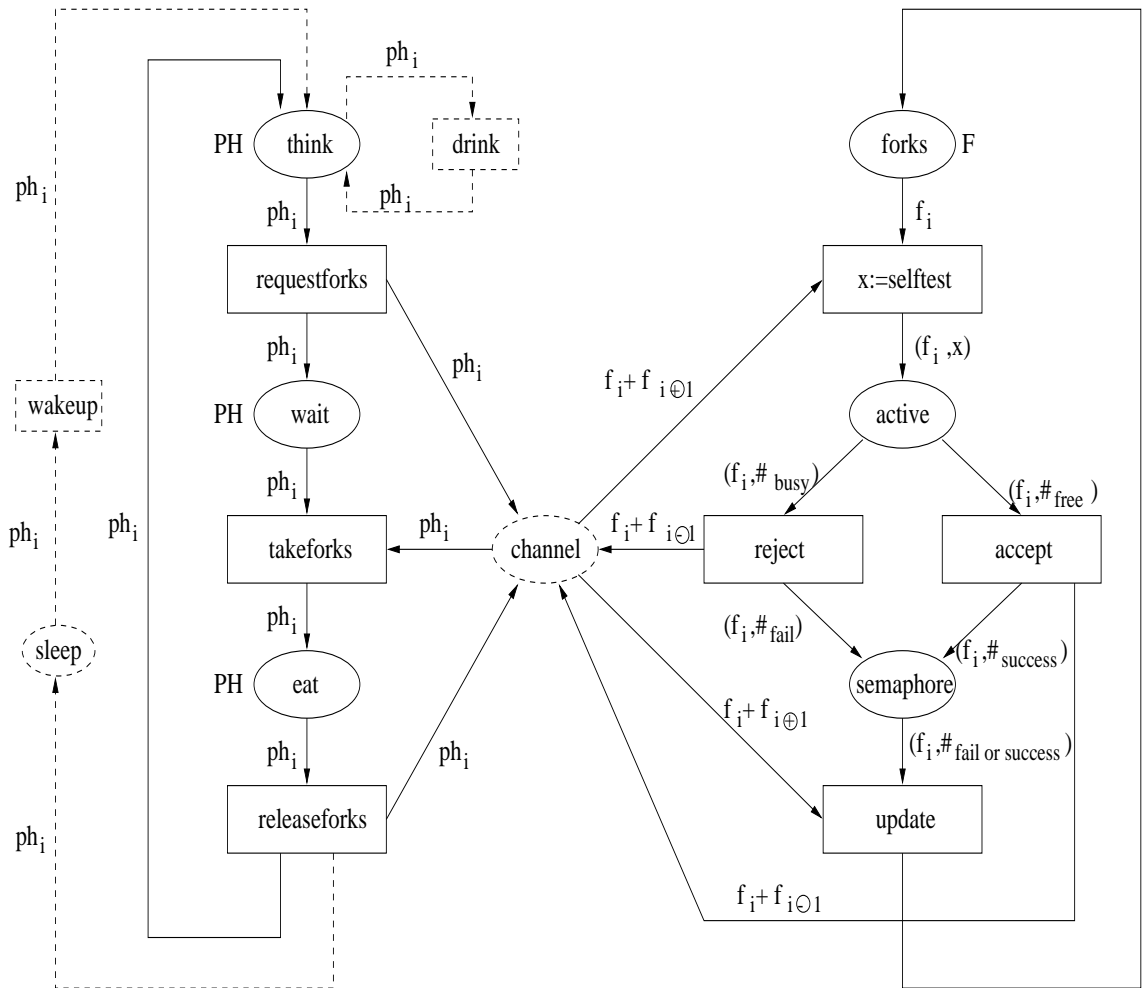 ph i
PH
think
drink
forks
F
ph i
ph i
ph i
f i
requestforks
x:=selftest
ph i
ph i
(f i ,x)
f i + f i⊕1
wakeup
PH
wait
active
ph i
(f i ,# busy)
(f i ,# free )
ph i
ph i
ph i
f i + f i⊖1
takeforks
channel
reject
accept
ph i
(f i ,# fail)
(f i ,# success)
sleep
PH
eat
semaphore
f i + f i⊕1
ph i
ph i
(f i ,# fail or success )
ph i
releaseforks
update
f i + f i⊖1